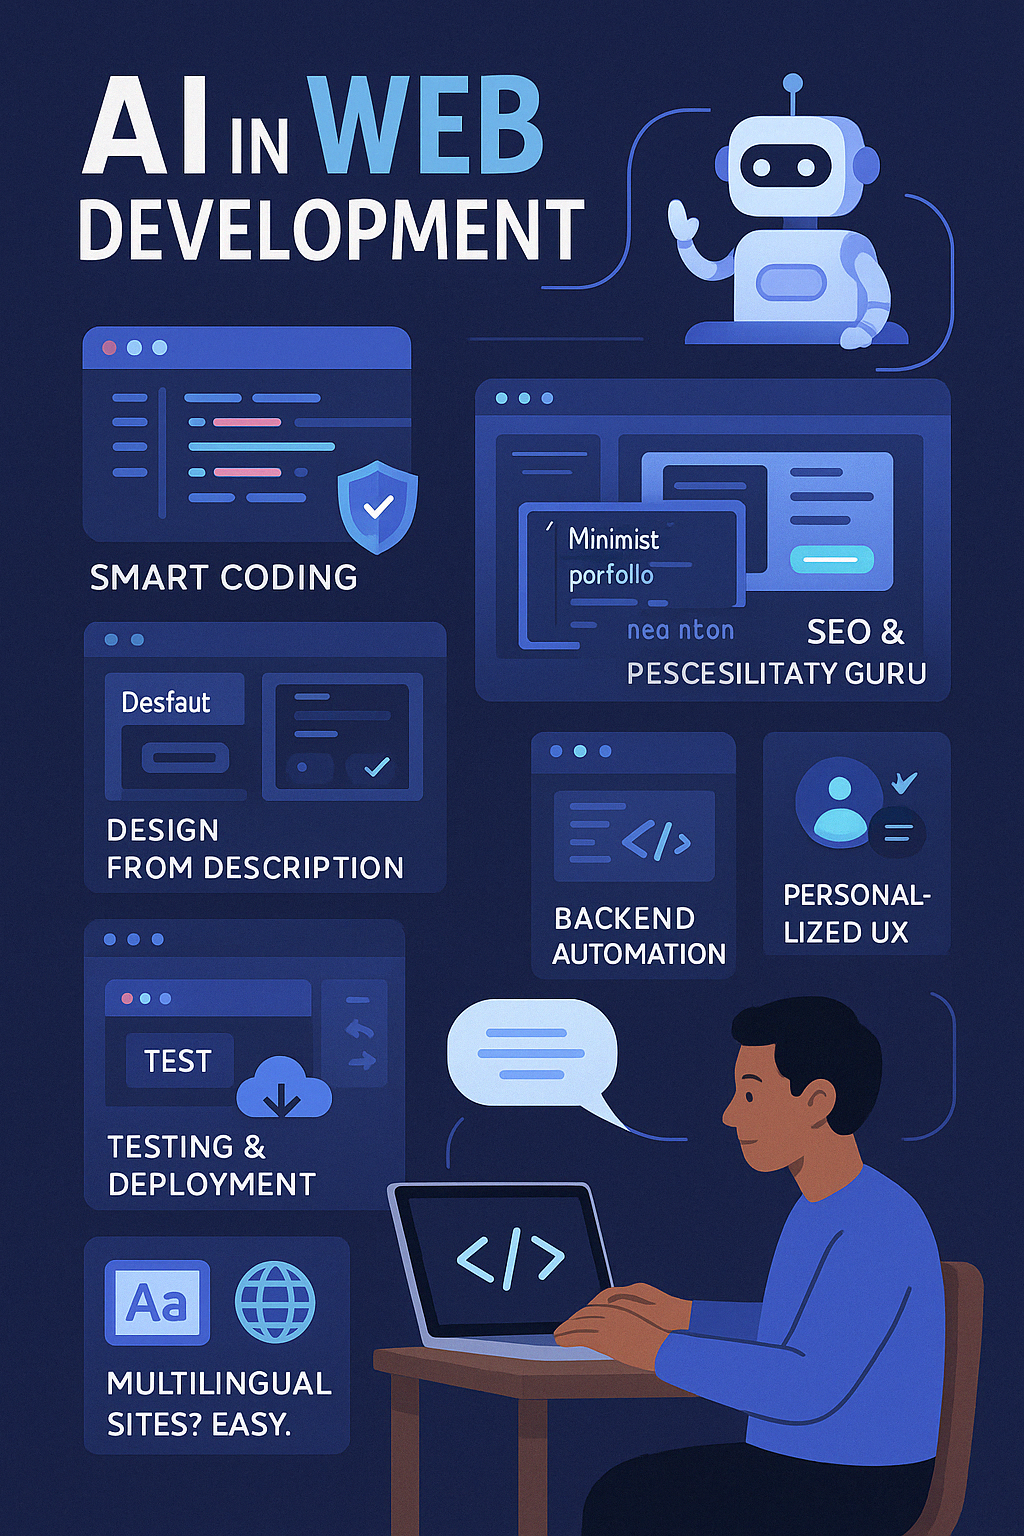 AI IN WEB
DEVELOPMENT
SMART CODING
Minimist
porfollo
nea nton
SEO &
PESCESILITATY GURU
Desfaut
DESIGN
FROM DESCRIPTION
</>
BACKEND
AUTOMATION
PERSONAL-
LIZED UX
TEST
TESTING &
DEPLOYMENT
</>
Aa
MULTILINGUAL
SITES? EASY.